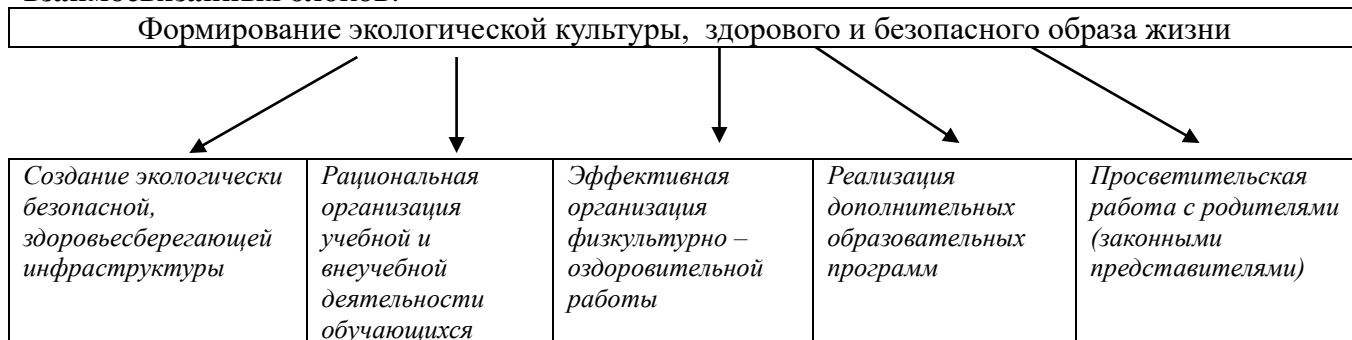 Формирование экологической культуры, здорового и безопасного образа жизни
Создание экологически
безопасной,
здоровьесберегающей
инфраструктуры
Рациональная
организация
учебной и
внеучебной
деятельности
обучающихся
Эффективная
организация
физкультурно –
оздоровительной
работы
Реализация
дополнительных
образовательных
программ
Просветительская
работа с родителями
(законными
представителями)